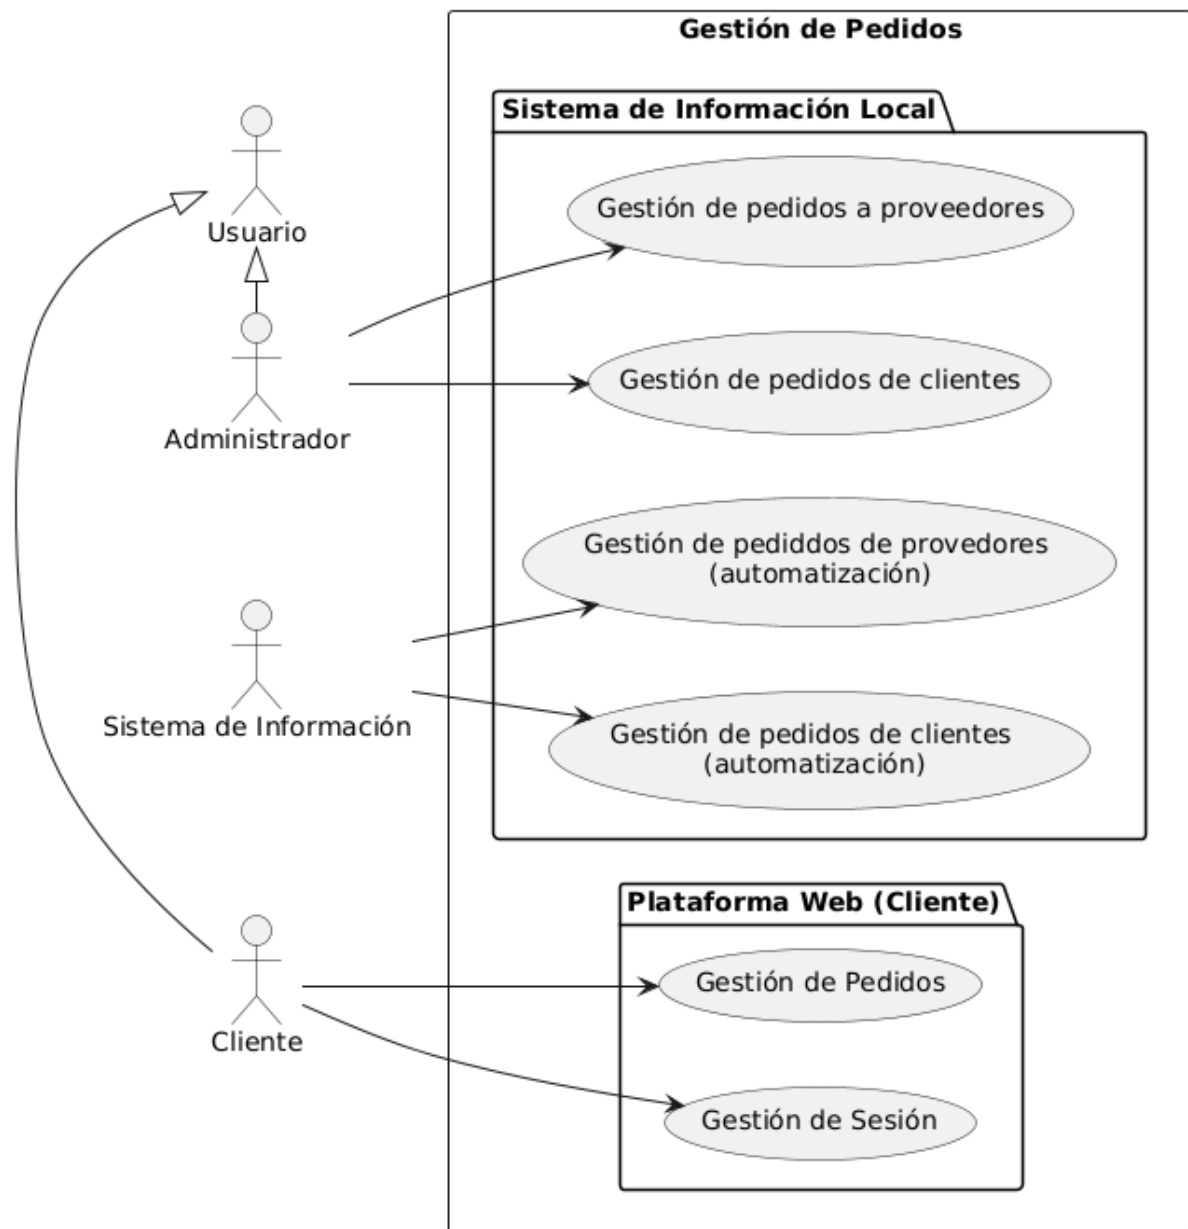 Gestión de Pedidos
Sistema de Información Local
Usuario
Gestión de pedidos a proveedores
Administrador
Gestión de pedidos de clientes
Gestión de pediddos de provedores
(automatización)
Sistema de Información
Gestión de pedidos de clientes
(automatización)
Plataforma Web (Cliente)
Cliente
Gestión de Pedidos
Gestión de Sesión